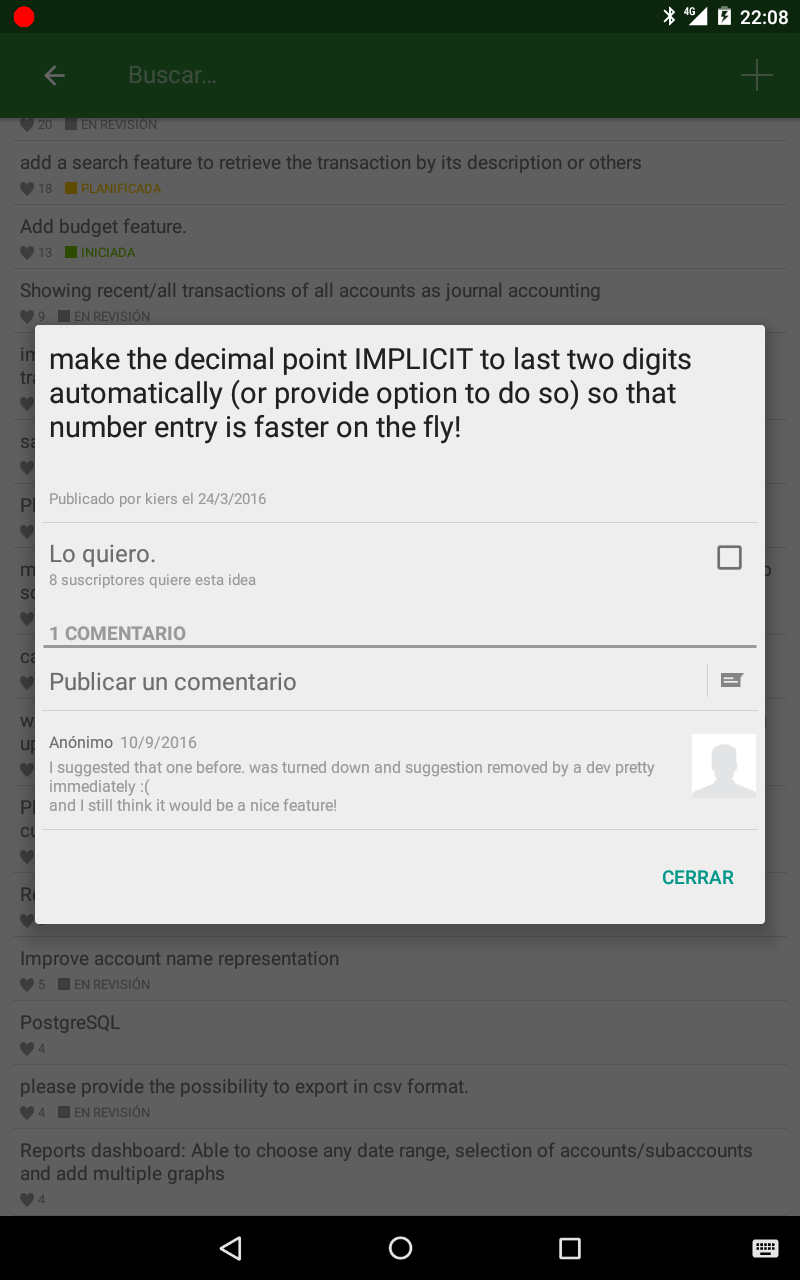 4G 22:08
Buscar...
20 EN REVISIÓN
add a search feature to retrieve the transaction by its description or others
18 PLANIFICADA
Add budget feature.
13 INICIADA
Showing recent/all transactions of all accounts as journal accounting
9 EN REVISIÓN
make the decimal point IMPLICIT to last two digits
automatically (or provide option to do so) so that
number entry is faster on the fly!
Publicado por kiers el 24/3/2016
Lo quiero.
8 suscriptores quiere esta idea
1 COMENTARIO
Publicar un comentario
Anónimo 10/9/2016
I suggested that one before. was turned down and suggestion removed by a dev pretty
immediately :(
and I still think it would be a nice feature!
CERRAR
Improve account name representation
5 EN REVISIÓN
PostgreSQL
4
please provide the possibility to export in csv format.
4 EN REVISIÓN
Reports dashboard: Able to choose any date range, selection of accounts/subaccounts
and add multiple graphs
4